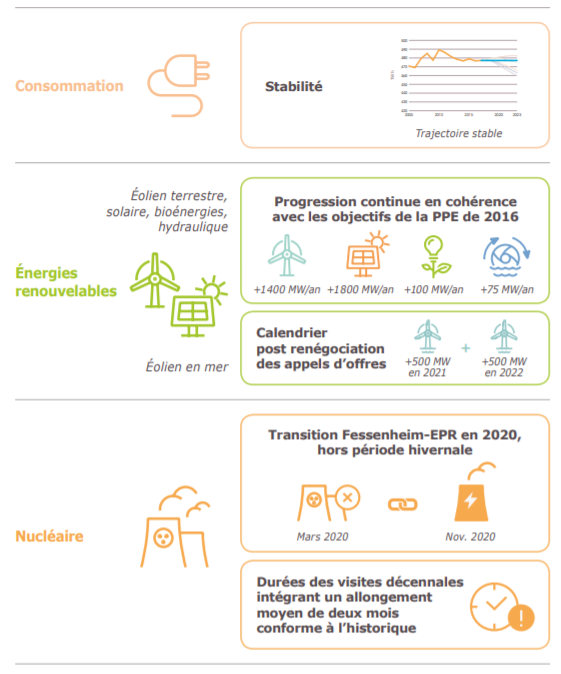 Consommation
Stabilité
2010
2015
2020
Trajectoire stable
Éolien terrestre,
solaire, bioénergies,
hydraulique
Énergies
renouvelables
Éolien en mer
Progression continue en cohérence
avec les objectifs de la PPE de 2016
+1400 MW/an +1800 MW/an +100 MW/an +75 MW/an
Calendrier
post renégociation
des appels d’offres
+500 MW
en 2021
+
+500 MW
en 2022
Nucléaire
Transition Fessenheim-EPR en 2020,
hors période hivernale
Mars 2020
Nov. 2020
Durées des visites décennales
intégrant un allongement
moyen de deux mois
conforme à l’historique